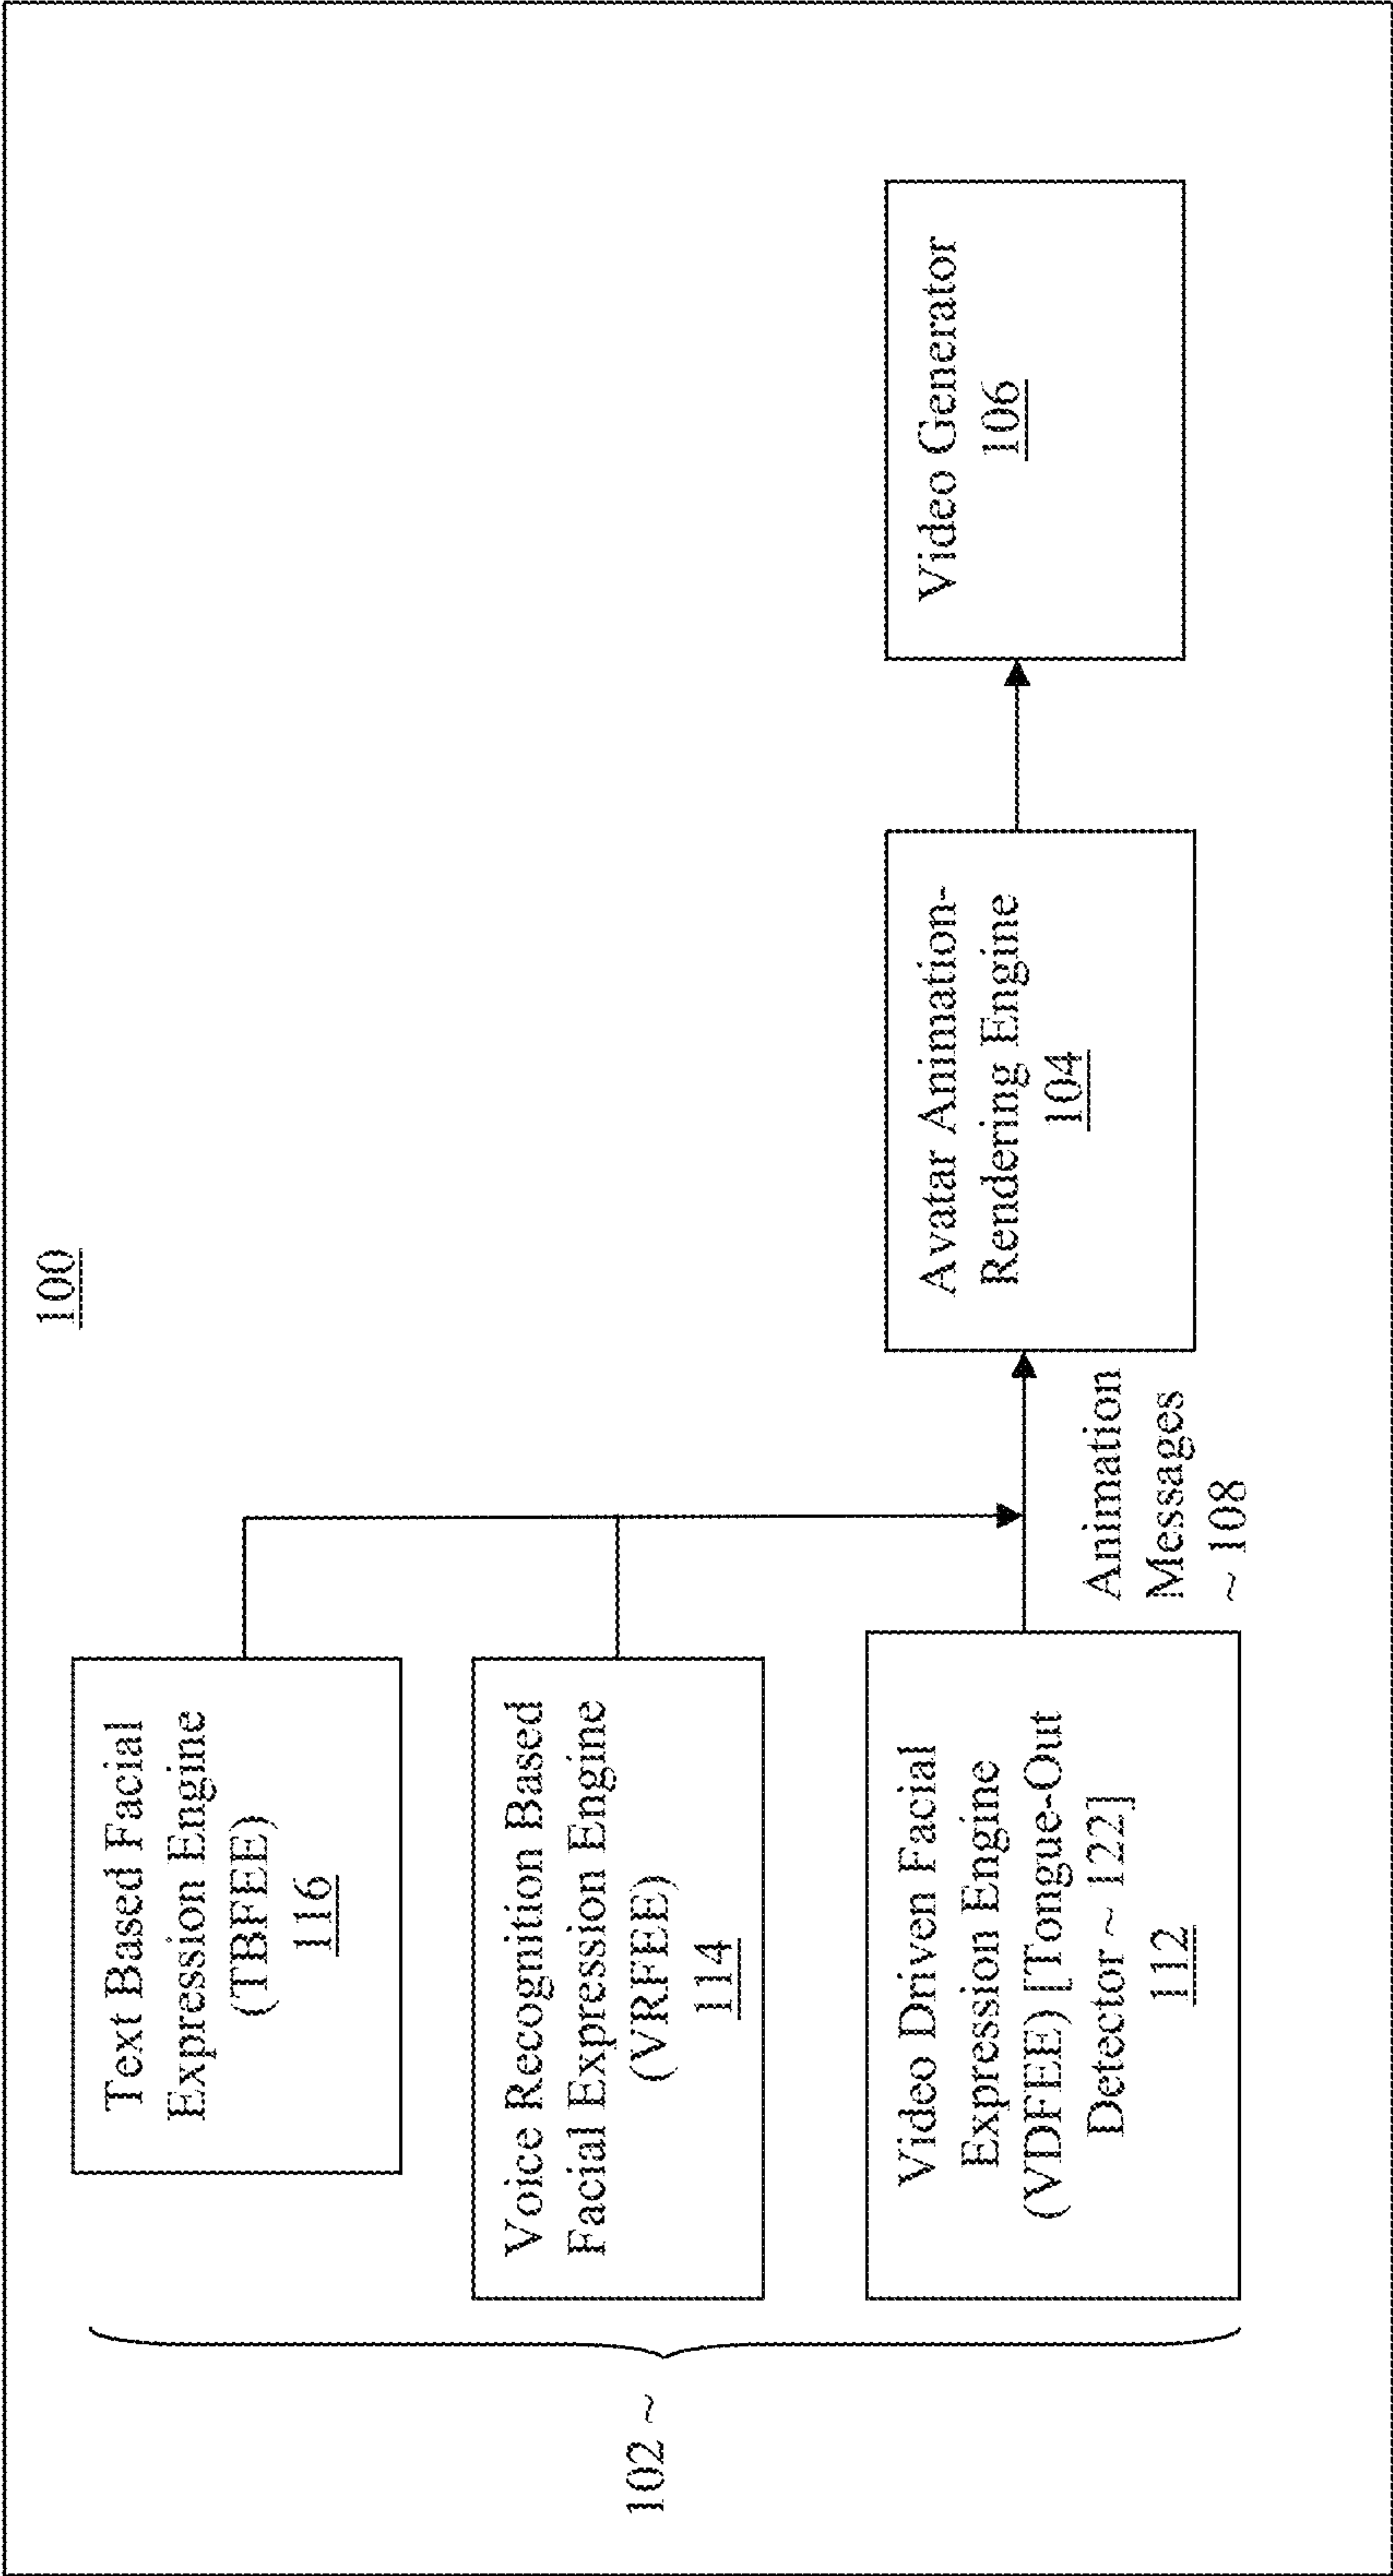 100
Text Based Facial
Expression Engine
(TBFEE)
116
Voice Recognition Based
Facial Expression Engine
(VRFEE)
114
102 ~
Video Driven Facial
Expression Engine
(VDFEE) [Tongue-Out
Detector ~ 122]
112
Animation
Messages
~ 108
Avatar Animation-
Rendering Engine
104
Video Generator
106